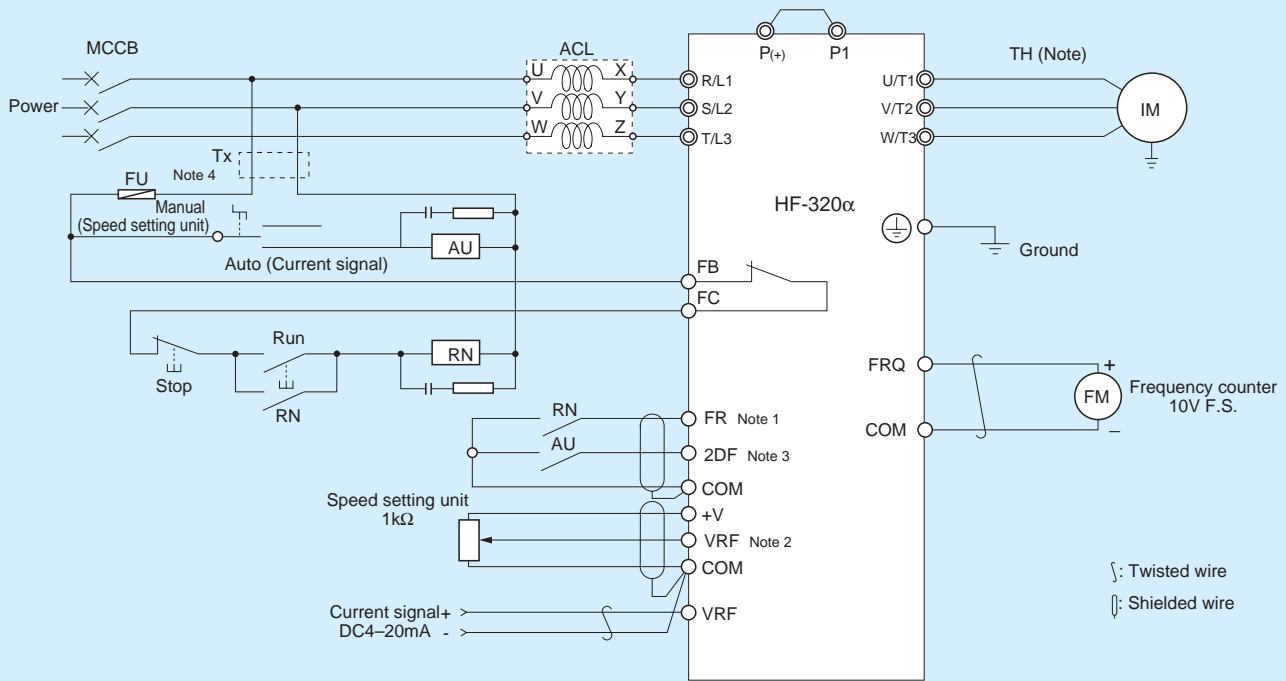 MCCB
Power
ACL
U
X
V
Y
W
Z
P(+)
P1
R/L1
S/L2
T/L3
U/T1
V/T2
W/T3
TH (Note)
IM
Tx
Note 4
FU
Manual
(Speed setting unit)
AU
Auto (Current signal)
HF-320α
Ground
FB
FC
Run
Stop
RN
RN
FRQ
COM
FM
+
–
Frequency counter
10V F.S.
RN
FR Note 1
AU
2DF Note 3
COM
Speed setting unit
1kΩ
+V
VRF Note 2
COM
Current signal+
DC4–20mA -
VRF
: Twisted wire
: Shielded wire